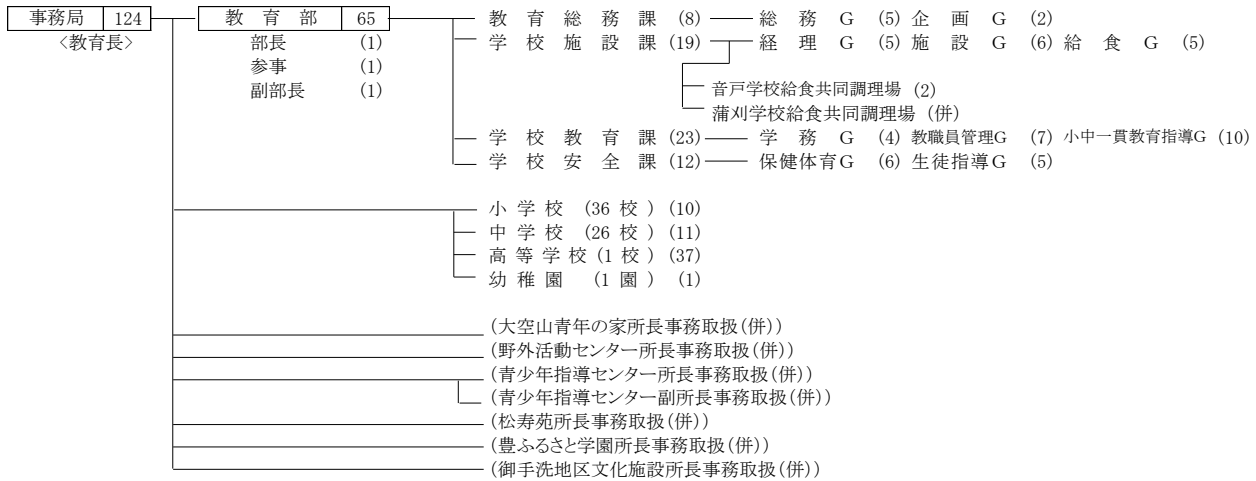 事務局 124 教育部 65 教育総務課 (8) 総務G (5) 企画G (2)
<教育長> 部長 (1) 学校施設課 (19) 経理G (5) 施設G (6) 給食G (5)
参事 (1)
副部長 (1) 音戸学校給食共同調理場 (2)
蒲刈学校給食共同調理場 (併)
学校教育課 (23) 学務G (4) 教職員管理G (7) 小中一貫教育指導G (10)
学校安全課 (12) 保健体育G (6) 生徒指導G (5)
小学校 (36校) (10)
中学校 (26校) (11)
高等学校 (1校) (37)
幼稚園 (1園) (1)
(大空山青年の家所長事務取扱(併))
(野外活動センター所長事務取扱(併))
(青少年指導センター所長事務取扱(併))
(青少年指導センター副所長事務取扱(併))
(松寿苑所長事務取扱(併))
(豊ふるさと学園所長事務取扱(併))
(御手洗地区文化施設所長事務取扱(併))